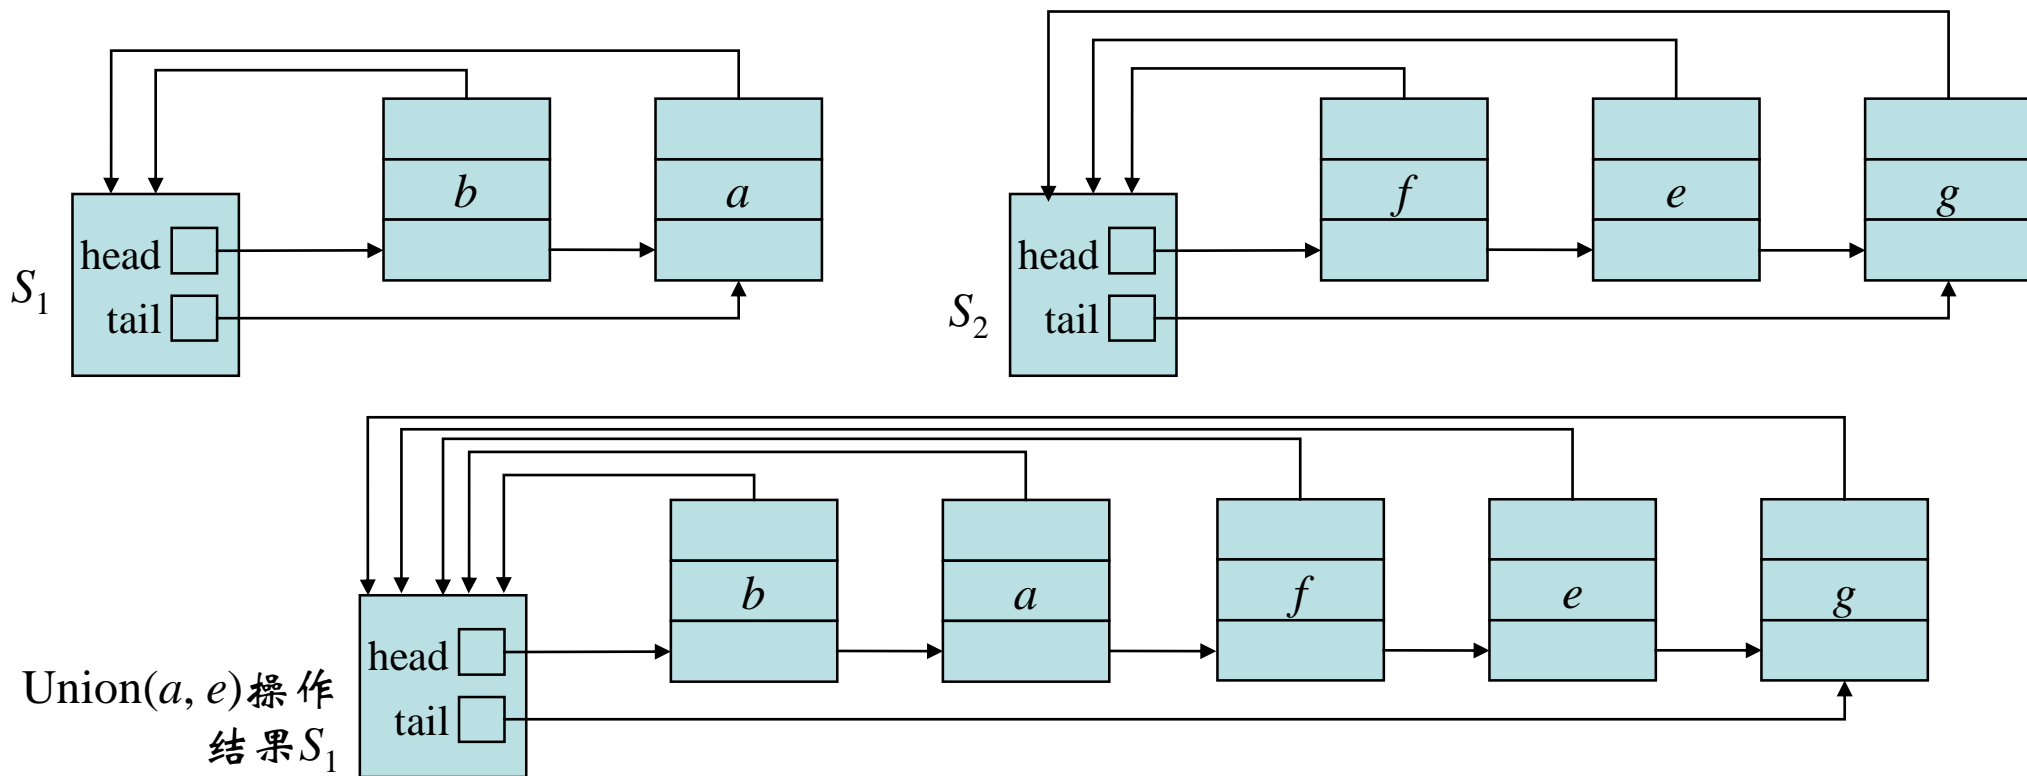 b
a
head
tail
S₁
f
e
g
head
tail
S₂
b
a
f
e
g
head
tail
Union(a, e)操作
结果S₁